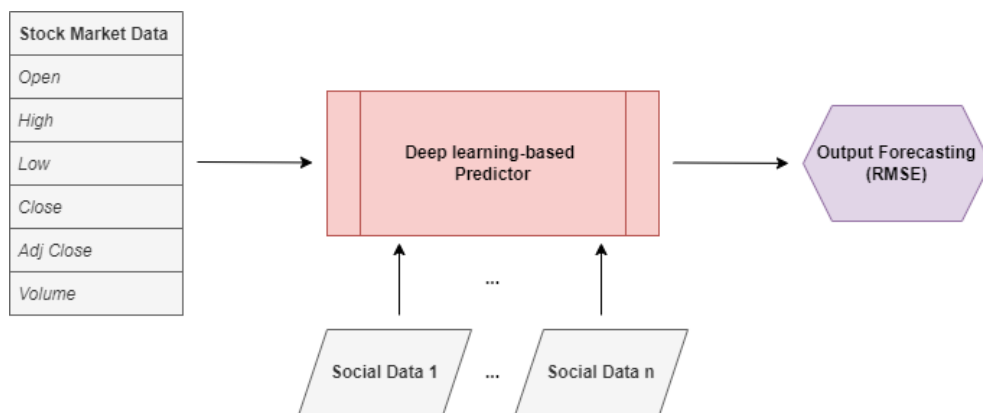 Stock Market Data
Open
High
Low
Close
Adj Close
Volume
Deep learning-based
Predictor
Output Forecasting
(RMSE)
...
Social Data 1
...
Social Data n